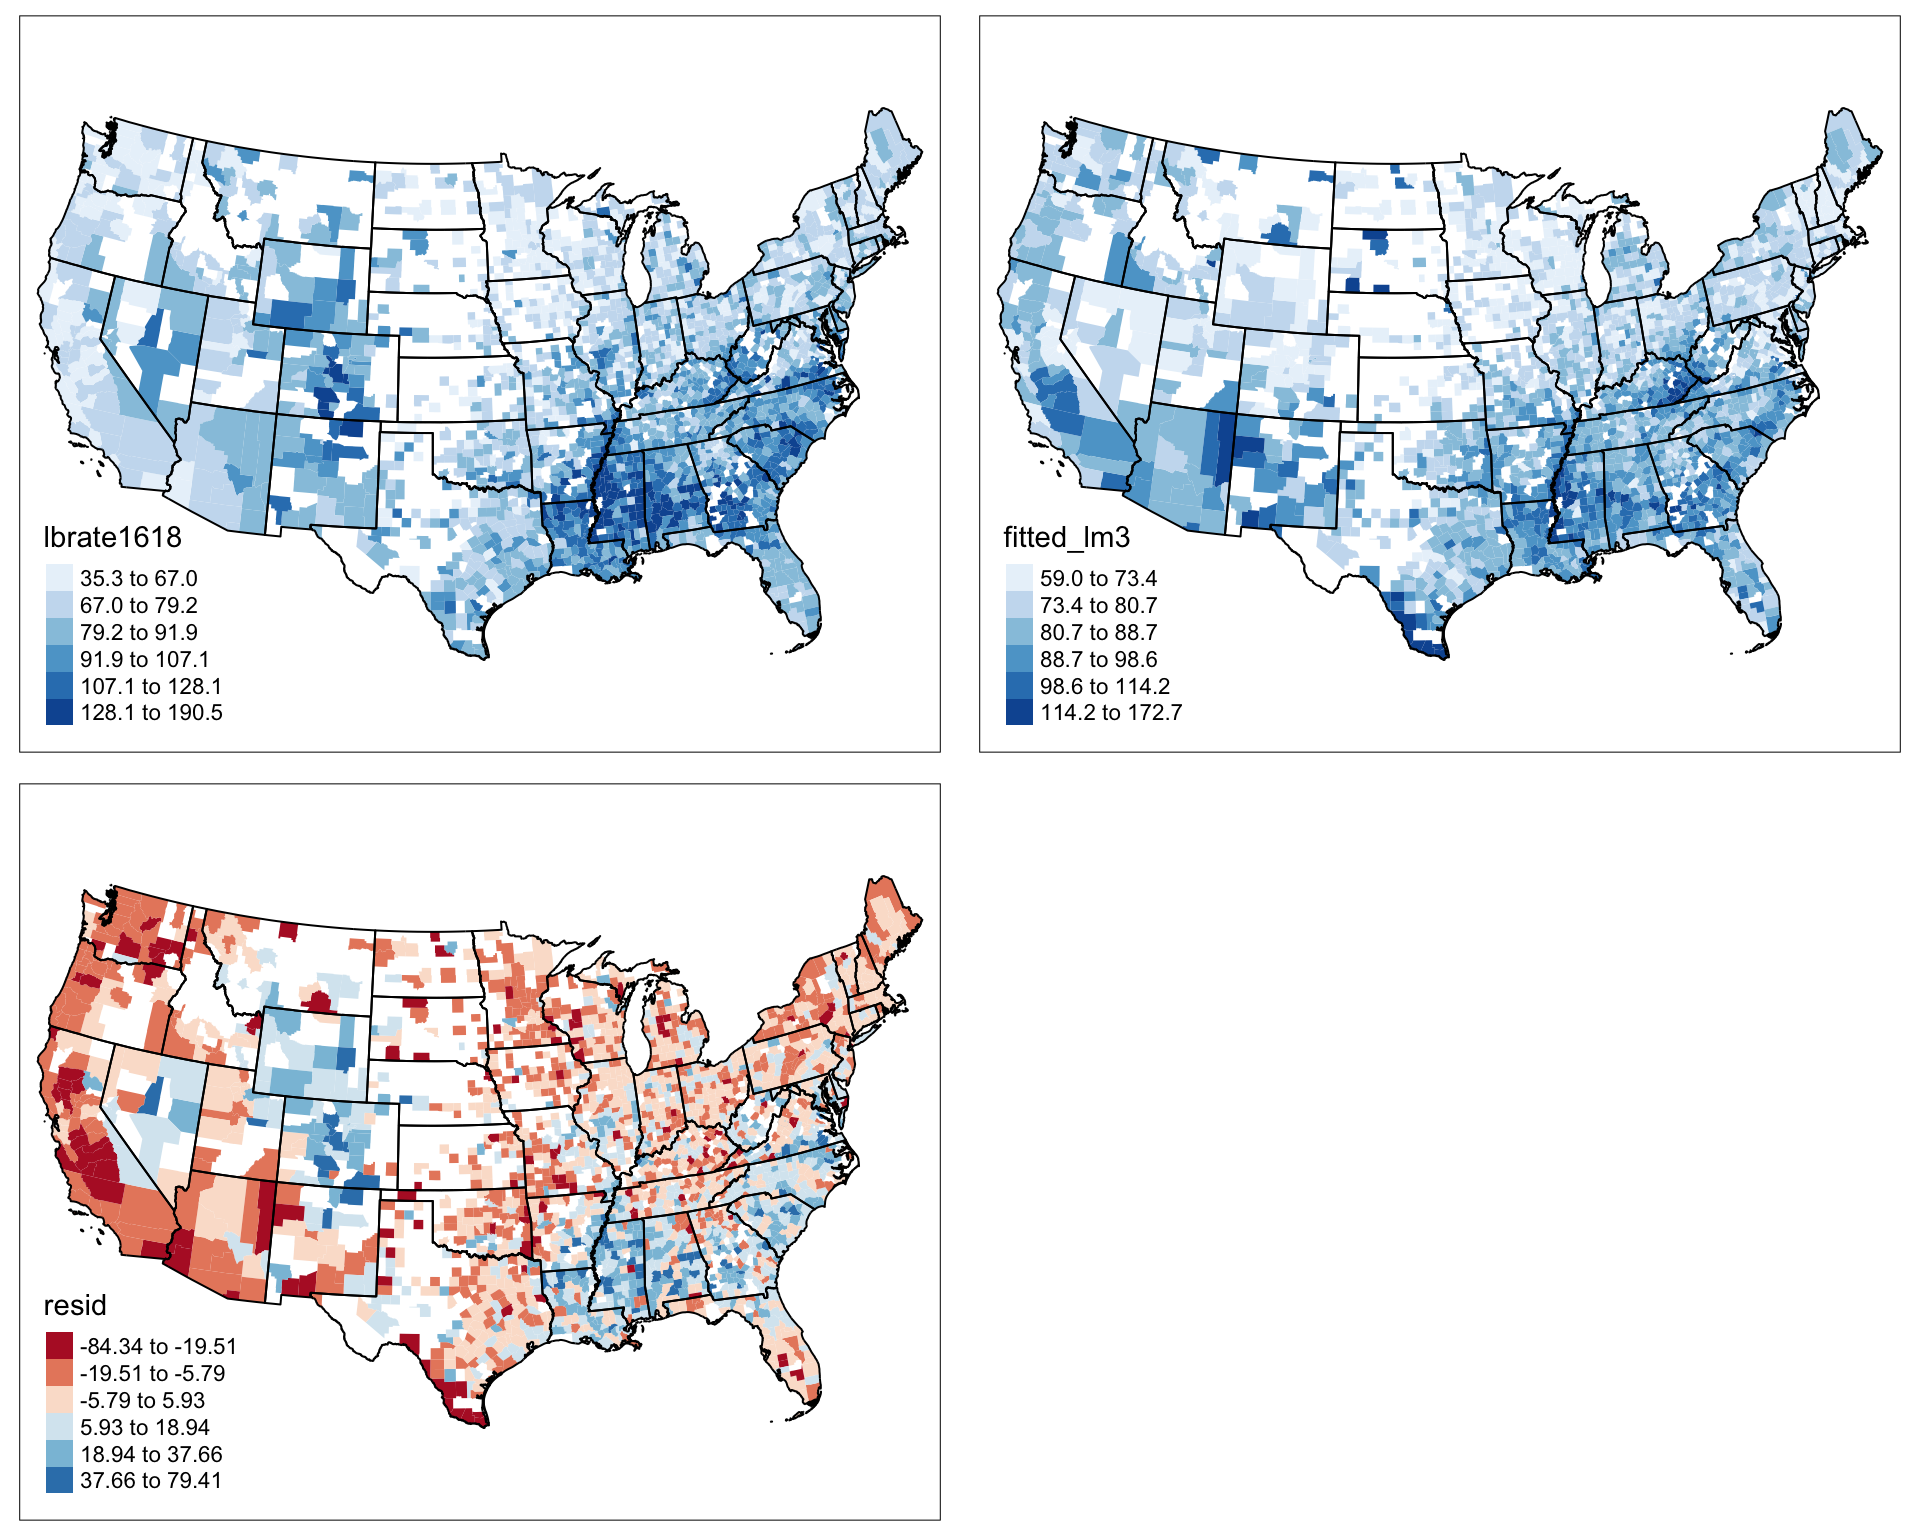 lbrate1618
35.3 to 67.0
67.0 to 79.2
79.2 to 91.9
91.9 to 107.1
107.1 to 128.1
128.1 to 190.5
fitted_lm3
59.0 to 73.4
73.4 to 80.7
80.7 to 88.7
88.7 to 98.6
98.6 to 114.2
114.2 to 172.7
resid
-84.34 to -19.51
-19.51 to -5.79
-5.79 to 5.93
5.93 to 18.94
18.94 to 37.66
37.66 to 79.41